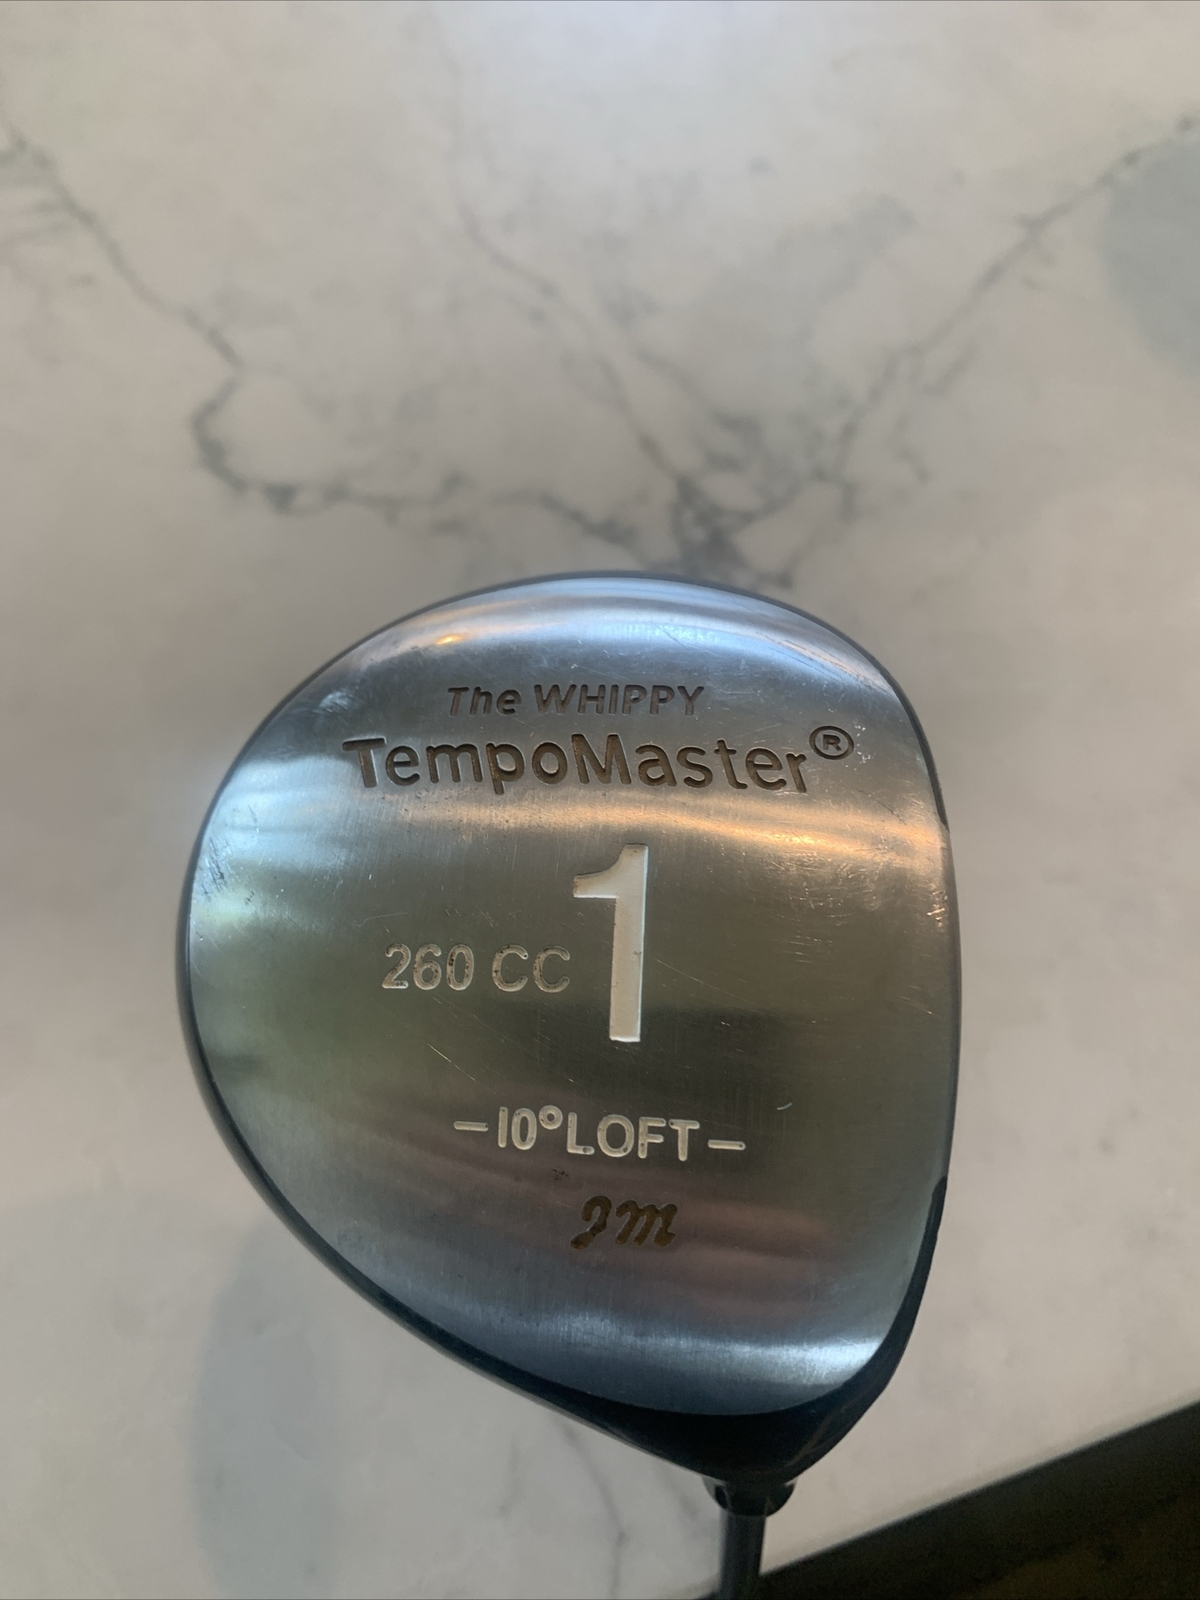 The WHIPPY
TempoMaster®
1
260 CC
–10°LOFT–
JM